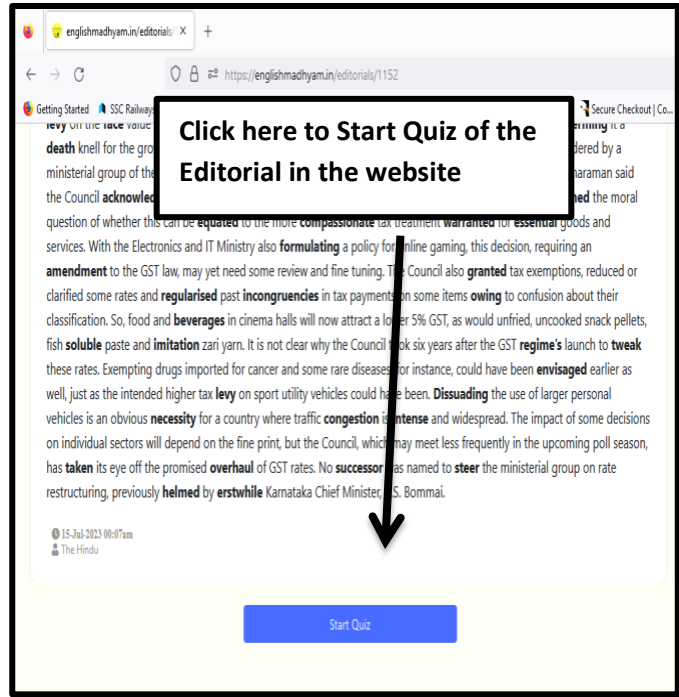 englishmadhyam.in/editorials/ X +
https://englishmadhyam.in/editorials/1152
Getting Started SSC Railways Secure Checkout | Co...
Click here to Start Quiz of the
Editorial in the website
levy on the face value
death knell for the gro dered by a
ministerial group of the haraman said
the Council acknowled ned the moral
question of whether this can be equated to the more compassionate tax treatment warranted for essential goods and
services. With the Electronics and IT Ministry also formulating a policy for online gaming, this decision, requiring an
amendment to the GST law, may yet need some review and fine tuning. The Council also granted tax exemptions, reduced or
clarified some rates and regularised past incongruencies in tax payments on some items owing to confusion about their
classification. So, food and beverages in cinema halls will now attract a lower 5% GST, as would unfried, uncooked snack pellets,
fish soluble paste and imitation zari yarn. It is not clear why the Council took six years after the GST regime's launch to tweak
these rates. Exempting drugs imported for cancer and some rare diseases, for instance, could have been envisaged earlier as
well, just as the intended higher tax levy on sport utility vehicles could have been. Dissuading the use of larger personal
vehicles is an obvious necessity for a country where traffic congestion is intense and widespread. The impact of some decisions
on individual sectors will depend on the fine print, but the Council, which may meet less frequently in the upcoming poll season,
has taken its eye off the promised overhaul of GST rates. No successor was named to steer the ministerial group on rate
restructuring, previously helmed by erstwhile Karnataka Chief Minister, S. Bommai.
15-Jul-2023 00:07am
The Hindu
Start Quiz